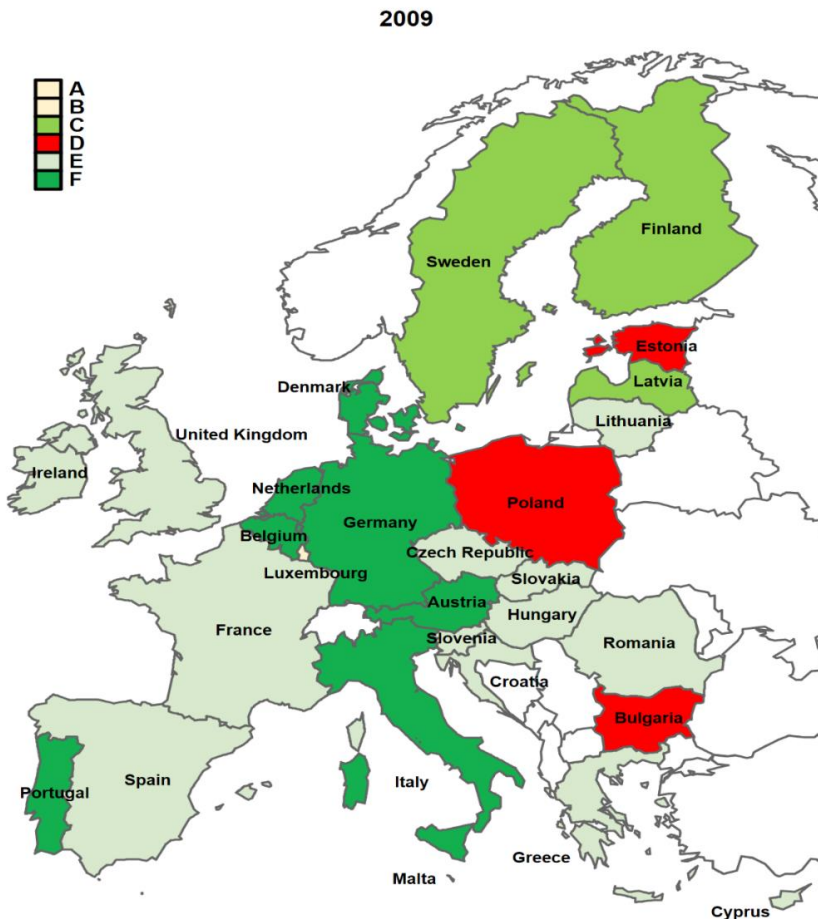 2009
A
B
C
D
E
F
Finland
Sweden
Estonia
Denmark
Latvia
Lithuania
United Kingdom
Ireland
Netherlands
Poland
Germany
Belgium
Czech Republic
Luxembourg
Slovakia
Austria
Hungary
France
Slovenia
Romania
Croatia
Bulgaria
Spain
Italy
Portugal
Greece
Malta
Cyprus